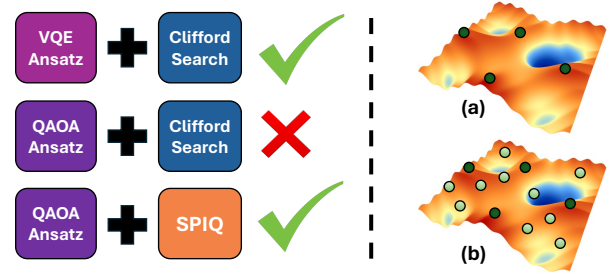 VQE
Ansatz
Clifford
Search
QAOA
Ansatz
Clifford
Search
QAOA
Ansatz
SPIQ
(a)
(b)